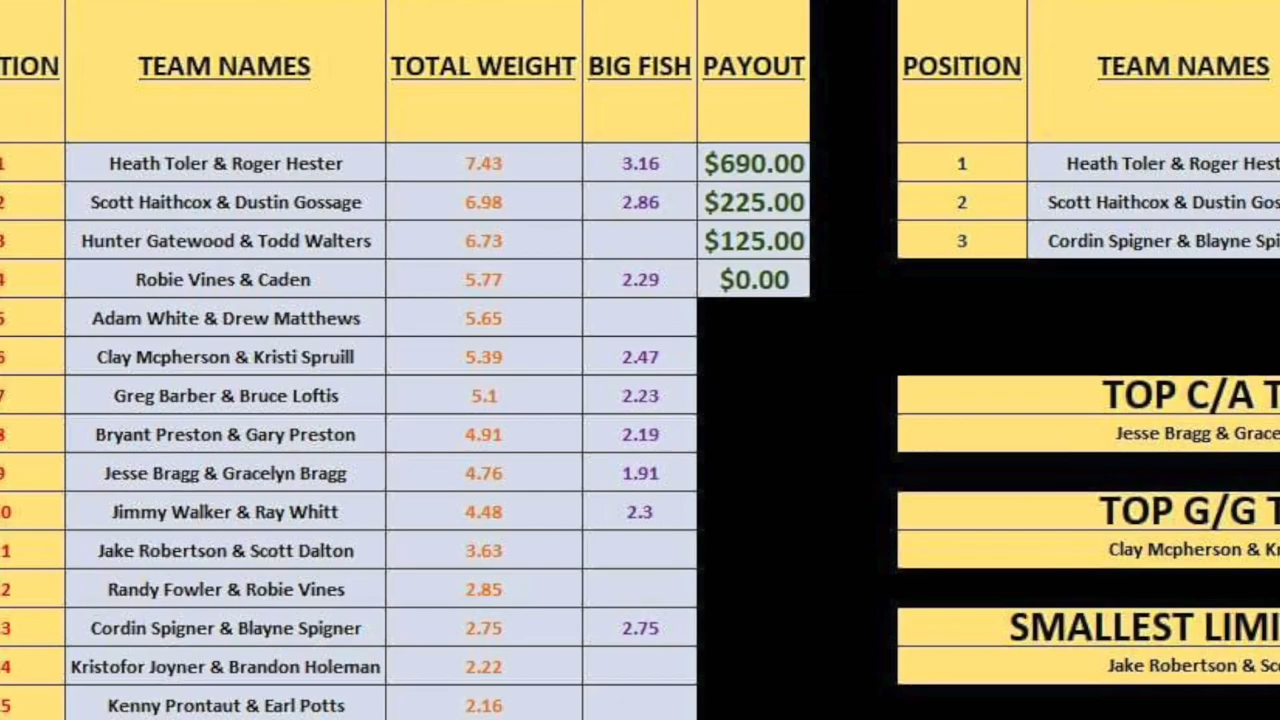 TION TEAM NAMES TOTAL WEIGHT BIG FISH PAYOUT
1 Heath Toler & Roger Hester 7.43 3.16 $690.00
2 Scott Haithcox & Dustin Gossage 6.98 2.86 $225.00
3 Hunter Gatewood & Todd Walters 6.73 $125.00
4 Robie Vines & Caden 5.77 2.29 $0.00
5 Adam White & Drew Matthews 5.65
6 Clay Mcpherson & Kristi Spruill 5.39 2.47
7 Greg Barber & Bruce Loftis 5.1 2.23
8 Bryant Preston & Gary Preston 4.91 2.19
9 Jesse Bragg & Gracelyn Bragg 4.76 1.91
0 Jimmy Walker & Ray Whitt 4.48 2.3
1 Jake Robertson & Scott Dalton 3.63
2 Randy Fowler & Robie Vines 2.85
3 Cordin Spigner & Blayne Spigner 2.75 2.75
4 Kristofor Joyner & Brandon Holeman 2.22
5 Kenny Prontaut & Earl Potts 2.16
POSITION TEAM NAMES
1 Heath Toler & Roger Hest
2 Scott Haithcox & Dustin Gos
3 Cordin Spigner & Blayne Spi
TOP C/A T
Jesse Bragg & Grace
TOP G/G T
Clay Mcpherson & Kr
SMALLEST LIMI
Jake Robertson & Sco